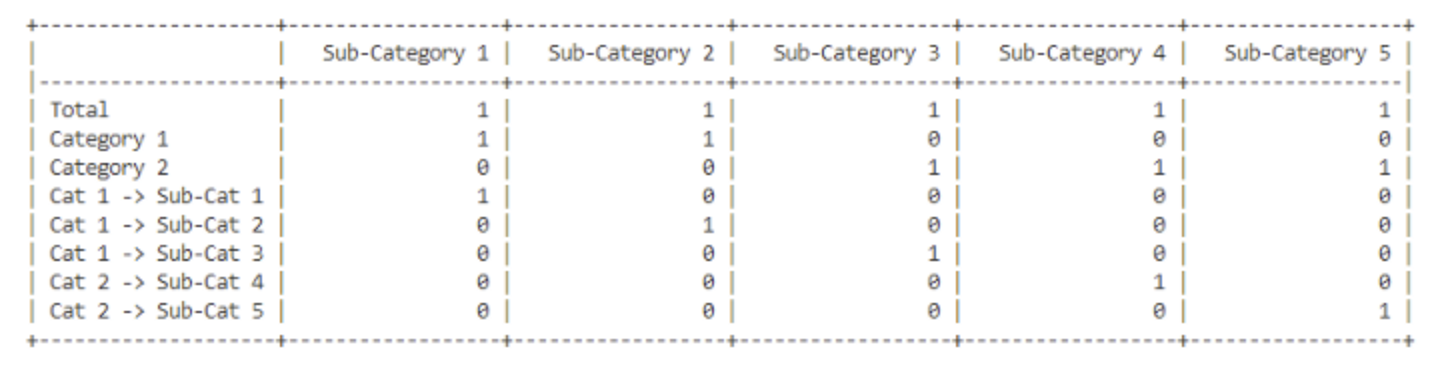 +--------------------+------------------+------------------+------------------+------------------+------------------+
|                    |   Sub-Category 1 |   Sub-Category 2 |   Sub-Category 3 |   Sub-Category 4 |   Sub-Category 5 |
|--------------------+------------------+------------------+------------------+------------------+------------------|
| Total              |                1 |                1 |                1 |                1 |                1 |
| Category 1         |                1 |                1 |                0 |                0 |                0 |
| Category 2         |                0 |                0 |                1 |                1 |                1 |
| Cat 1 -> Sub-Cat 1 |                1 |                0 |                0 |                0 |                0 |
| Cat 1 -> Sub-Cat 2 |                0 |                1 |                0 |                0 |                0 |
| Cat 1 -> Sub-Cat 3 |                0 |                0 |                1 |                0 |                0 |
| Cat 2 -> Sub-Cat 4 |                0 |                0 |                0 |                1 |                0 |
| Cat 2 -> Sub-Cat 5 |                0 |                0 |                0 |                0 |                1 |
+--------------------+------------------+------------------+------------------+------------------+------------------+